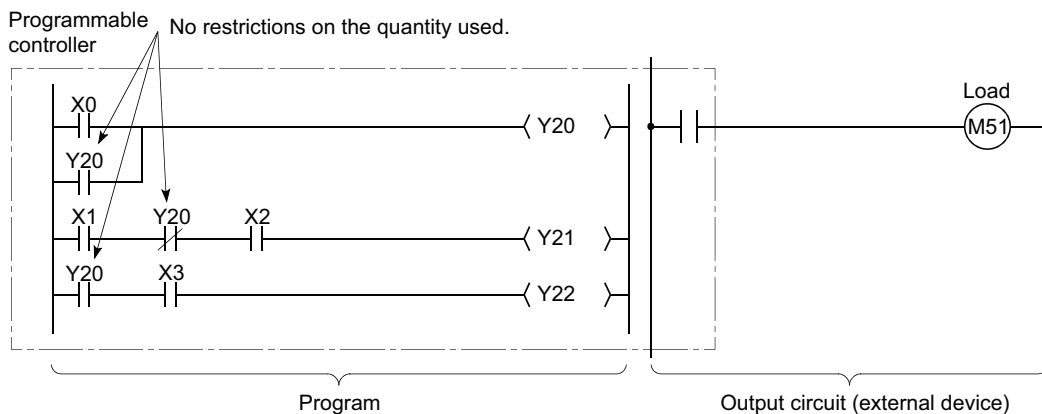 Programmable
controller
No restrictions on the quantity used.
Load
X0
Y20
M51
Y20
X1 Y20 X2
Y21
Y20 X3
Y22
Program
Output circuit (external device)